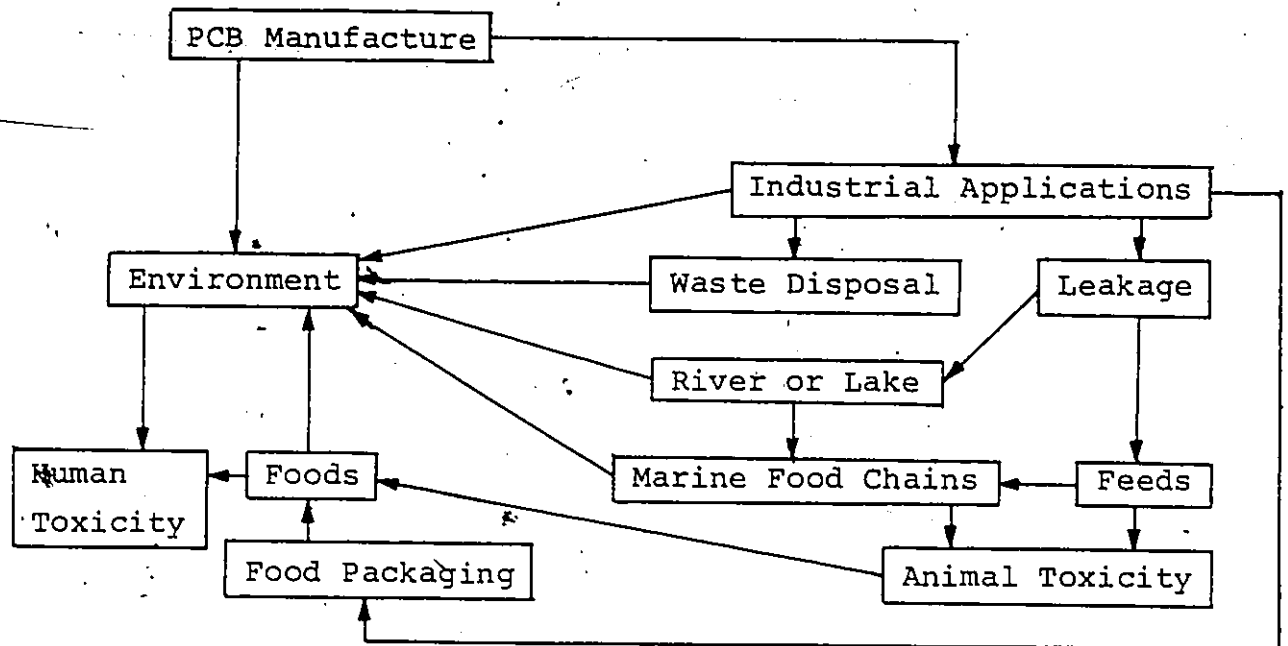 PCB Manufacture
Industrial Applications
Environment
Waste Disposal
Leakage
River or Lake
Human
Toxicity
Foods
Marine Food Chains
Feeds
Food Packaging
Animal Toxicity